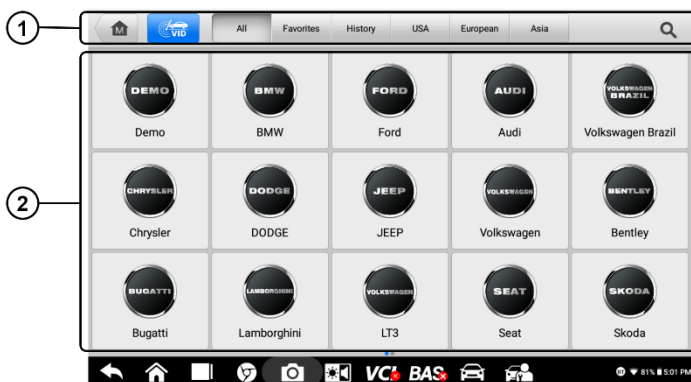 1
M
VID
All Favorites History USA European Asia
2
DEMO BMW FORD AUDI VOLKSWAGEN BRAZIL
Demo BMW Ford Audi Volkswagen Brazil
CHRYSLER DODGE JEEP VOLKSWAGEN BENTLEY
Chrysler DODGE JEEP Volkswagen Bentley
BUGATTI LAMBORGHINI VOLKSWAGEN SEAT SKODA
Bugatti Lamborghini LT3 Seat Skoda
VCI BAS 81% 5:01 PM